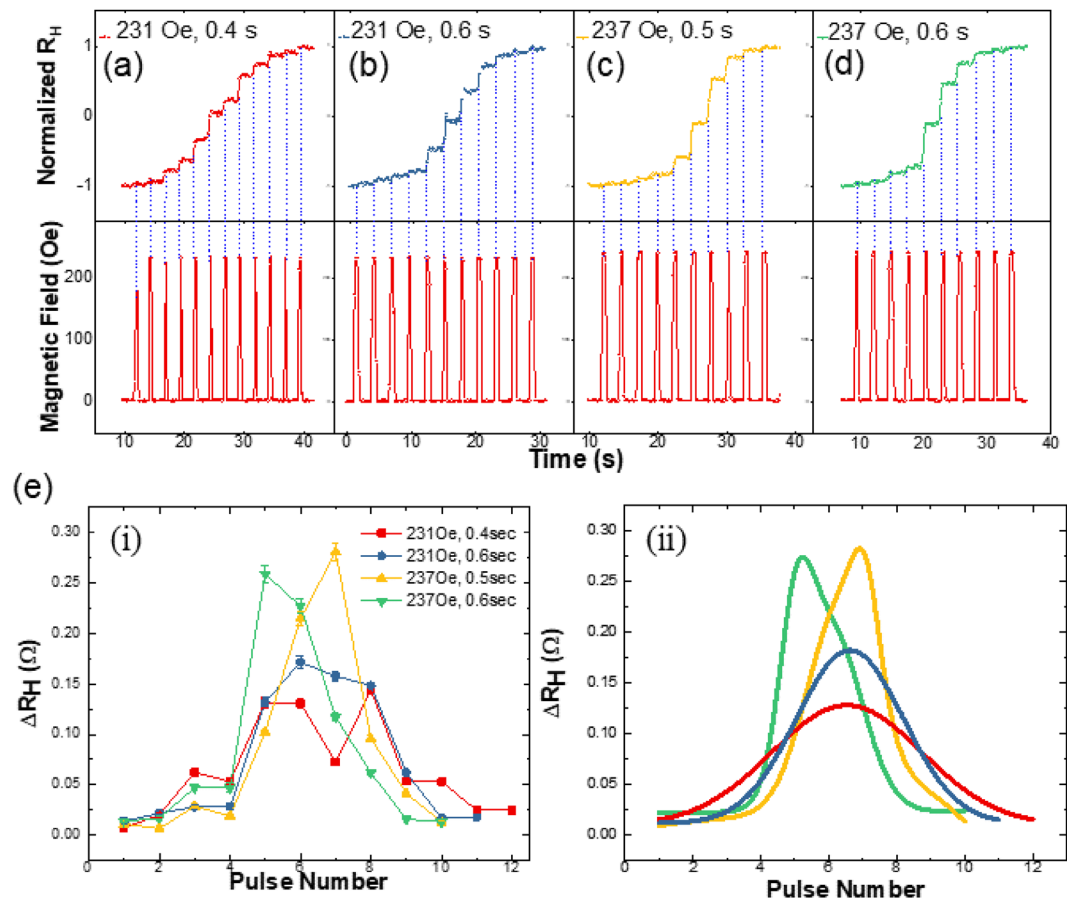 231 Oe, 0.4 s 231 Oe, 0.6 s 237 Oe, 0.5 s 237 Oe, 0.6 s
(a) (b) (c) (d)
Normalized R_H
1
0
-1
Magnetic Field (Oe)
200
100
0
10 20 30 40 0 10 20 30 10 20 30 40 10 20 30 40
Time (s)
(e)
(i)
231Oe, 0.4sec
231Oe, 0.6sec
237Oe, 0.5sec
237Oe, 0.6sec
ΔR_H (Ω)
0.30
0.25
0.20
0.15
0.10
0.05
0.00
0 2 4 6 8 10 12
Pulse Number
(ii)
ΔR_H (Ω)
0.30
0.25
0.20
0.15
0.10
0.05
0.00
0 2 4 6 8 10 12
Pulse Number